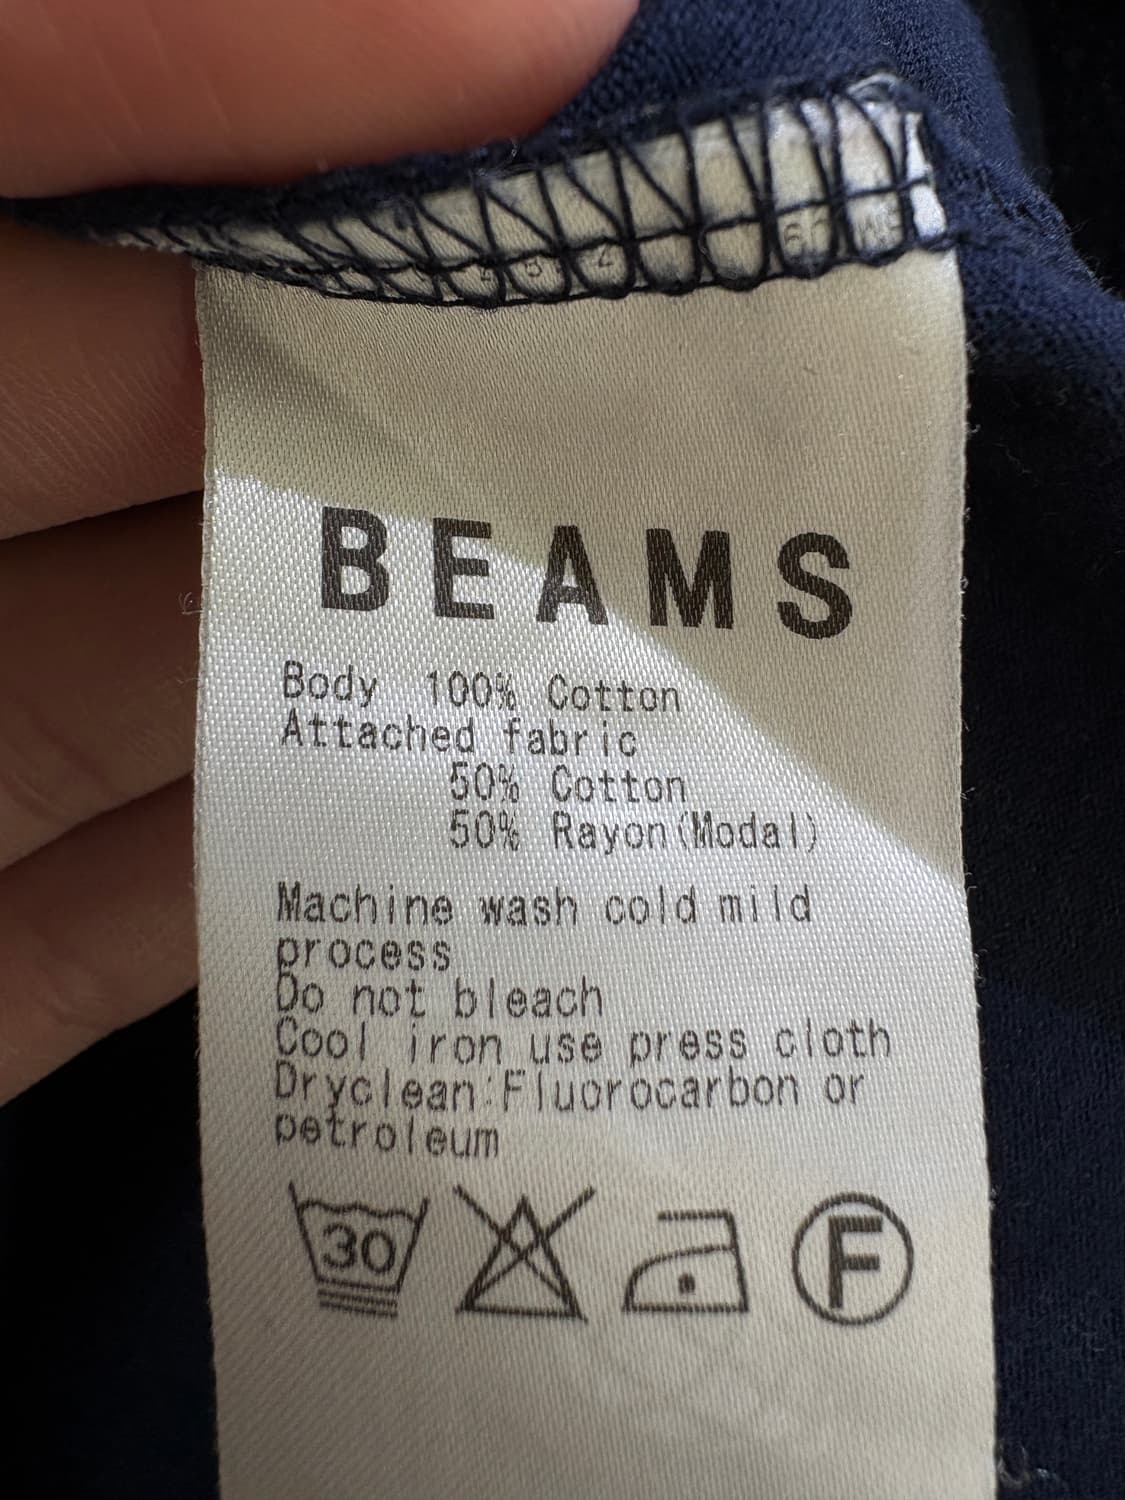 BEAMS
Body 100% Cotton
Attached fabric
50% Cotton
50% Rayon(Modal)
Machine wash cold mild
process
Do not bleach
Cool iron use press cloth
Dryclean:Fluorocarbon or
petroleum
30 F